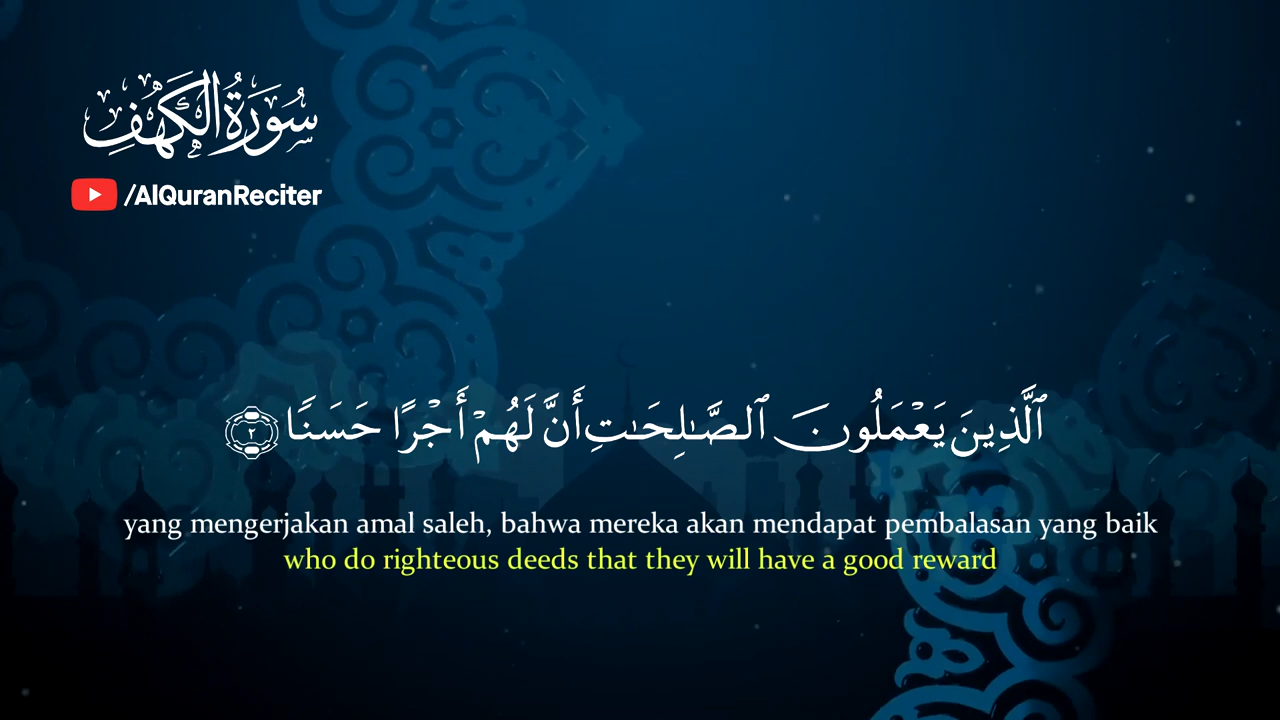 سُورَةُ الْكَهْفِ
/AlQuranReciter
ٱلَّذِينَ يَعْمَلُونَ ٱلصَّـٰلِحَـٰتِ أَنَّ لَهُمْ أَجْرًا حَسَنًا ٢
yang mengerjakan amal saleh, bahwa mereka akan mendapat pembalasan yang baik
who do righteous deeds that they will have a good reward